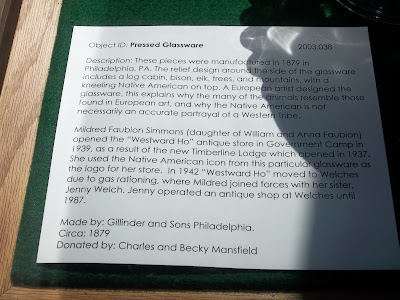 Object ID: Pressed Glassware 2003.038
Description: These pieces were manufactured in 1879 in
Philadelphia, PA. The relief design around the side of the glassware
includes a log cabin, bison, elk, trees, and mountains, with a
kneeling Native American on top. A European artist designed the
glassware, this explains why the many of the animals resemble those
found in European art, and why the Native American is not
necessarily an accurate portrayal of a Western Tribe.
Mildred Faubion Simmons (daughter of William and Anna Faubion)
opened the "Westward Ho" antique store in Government Camp in
1939, as a result of the new Timberline Lodge which opened in 1937.
She used the Native American icon from this particular glassware as
the logo for her store. In 1942 "Westward Ho" moved to Welches
due to gas rationing, where Mildred joined forces with her sister,
Jenny Welch. Jenny operated an antique shop at Welches until
1987.
Made by: Gillinder and Sons Philadelphia.
Circa: 1879
Donated by: Charles and Becky Mansfield